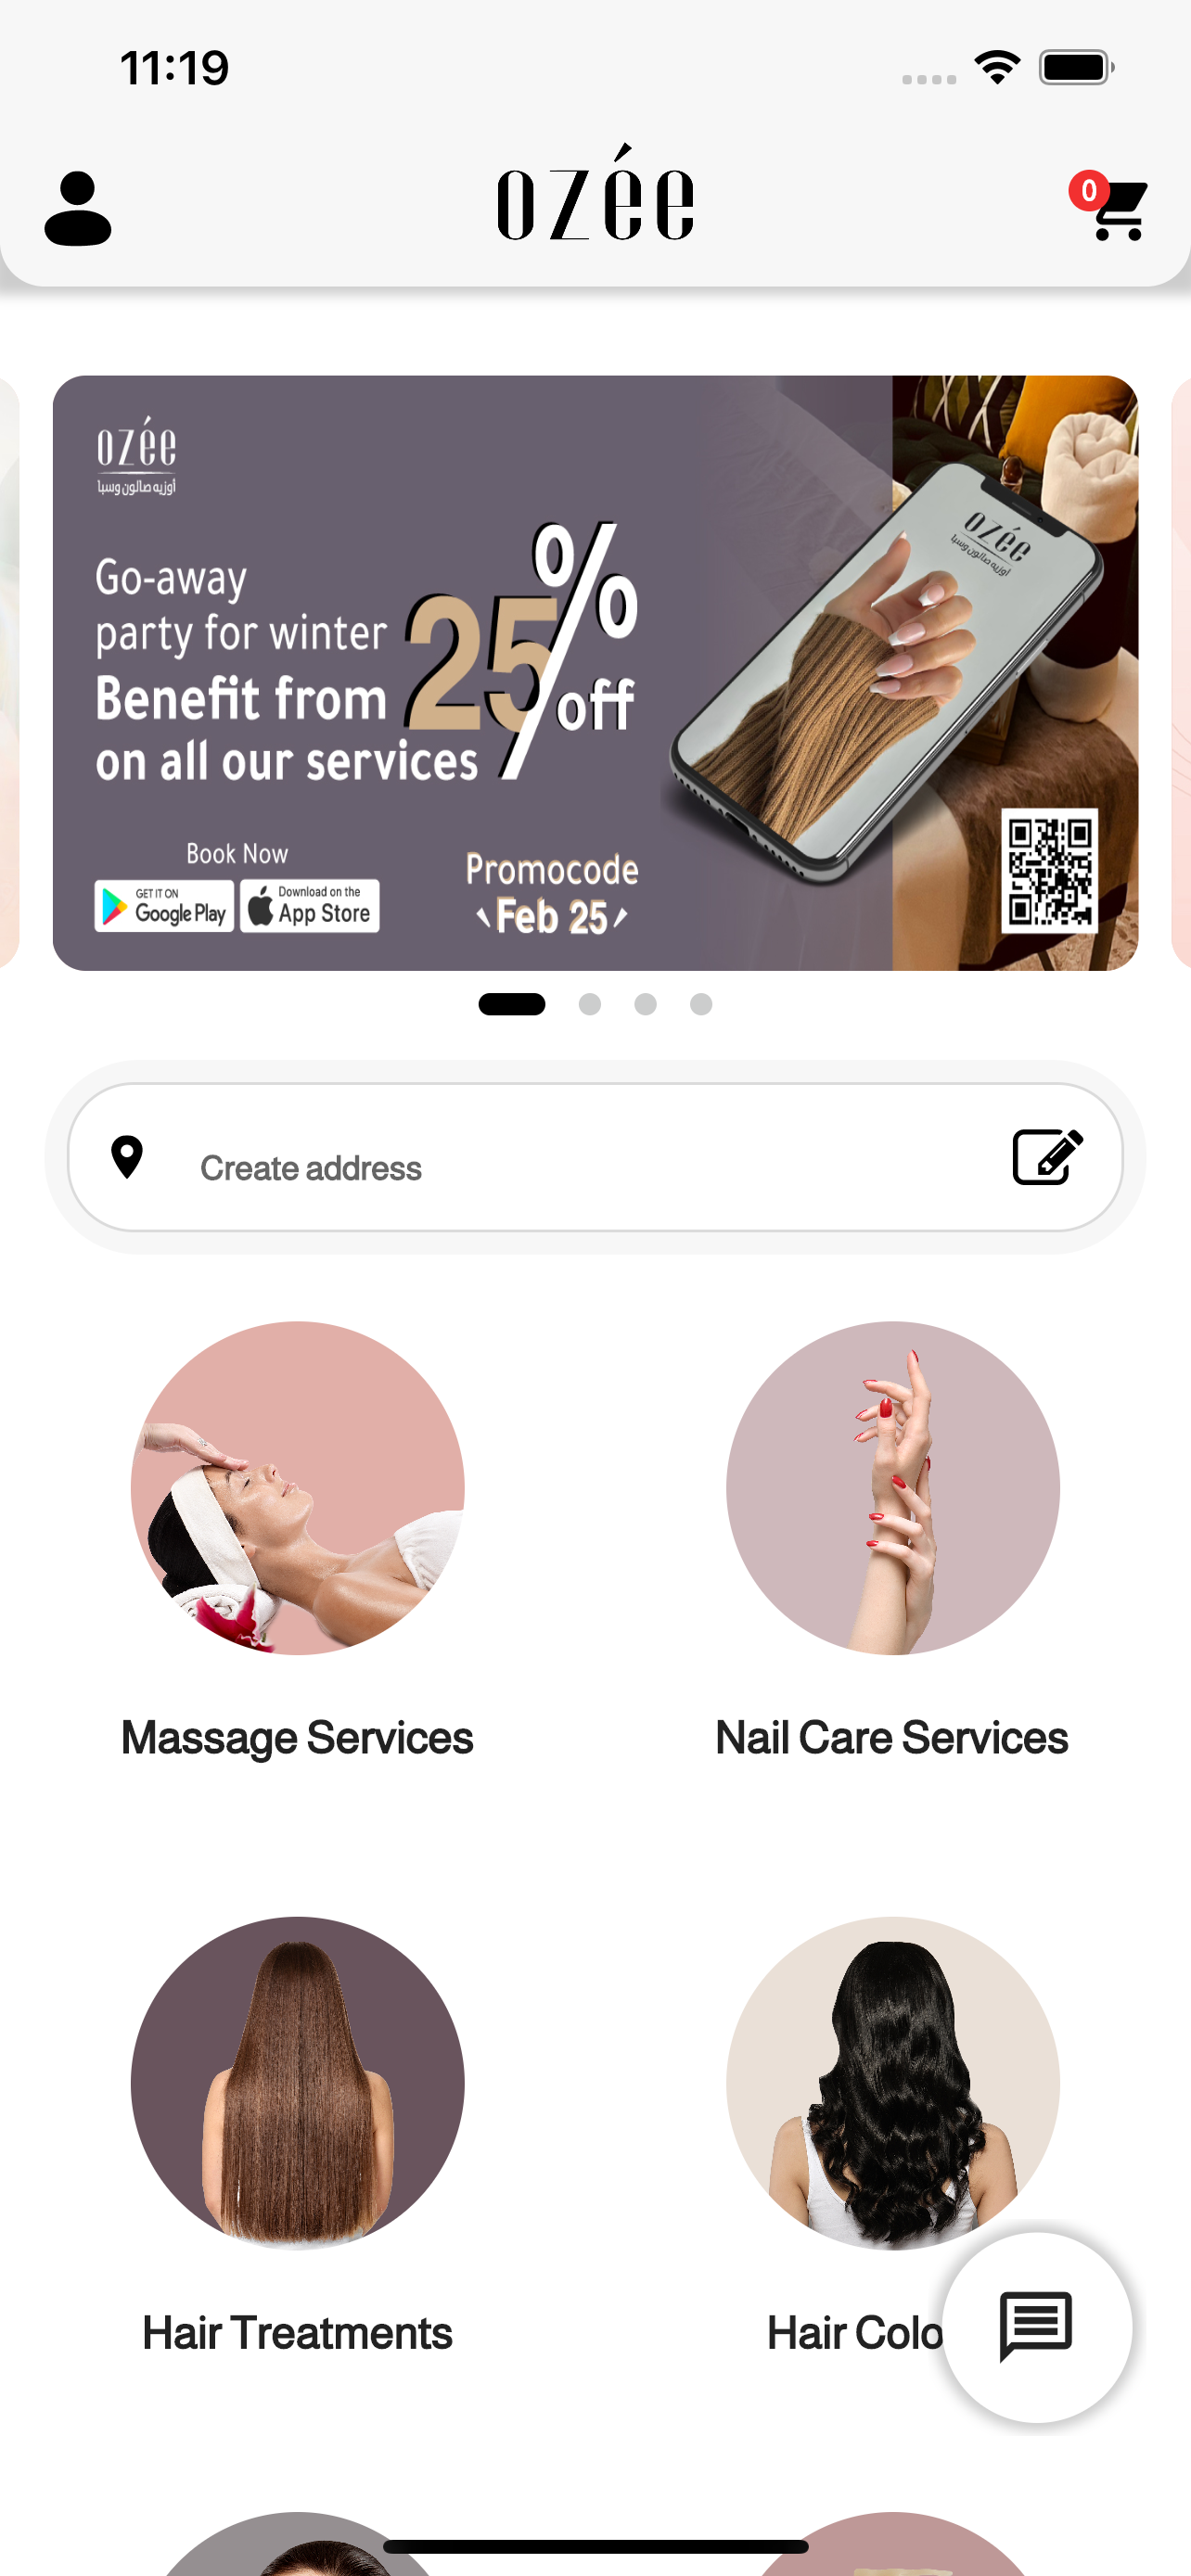 11:19
ozée
0
ozée
أوزيه صالون وسبا
Go-away
party for winter
Benefit from
25% off
on all our services
Book Now
GET IT ON
Google Play
Download on the
App Store
Promocode
Feb 25
ozée
أوزيه صالون وسبا
Create address
Massage Services
Nail Care Services
Hair Treatments
Hair Colo